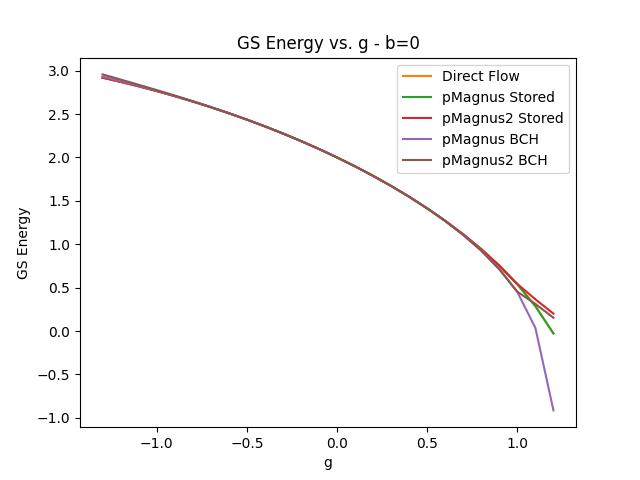 GS Energy vs. g - b=0
Direct Flow
pMagnus Stored
pMagnus2 Stored
pMagnus BCH
pMagnus2 BCH
3.0
2.5
2.0
1.5
1.0
0.5
0.0
−0.5
−1.0
GS Energy
−1.0
−0.5
0.0
0.5
1.0
g